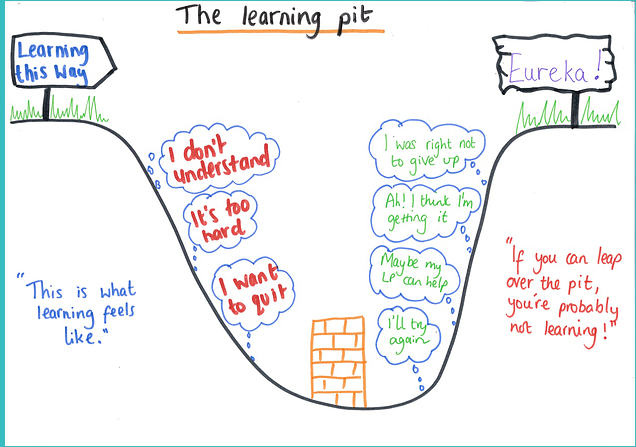 The learning pit
Learning
this way
Eureka!
I don't
understand
It's too
hard
I want
to quit
I was right not
to give up
Ah! I think I'm
getting it
Maybe my
LP can help
I'll try
again
"This is what
learning feels
like."
"If you can leap
over the pit,
you're probably
not learning!"